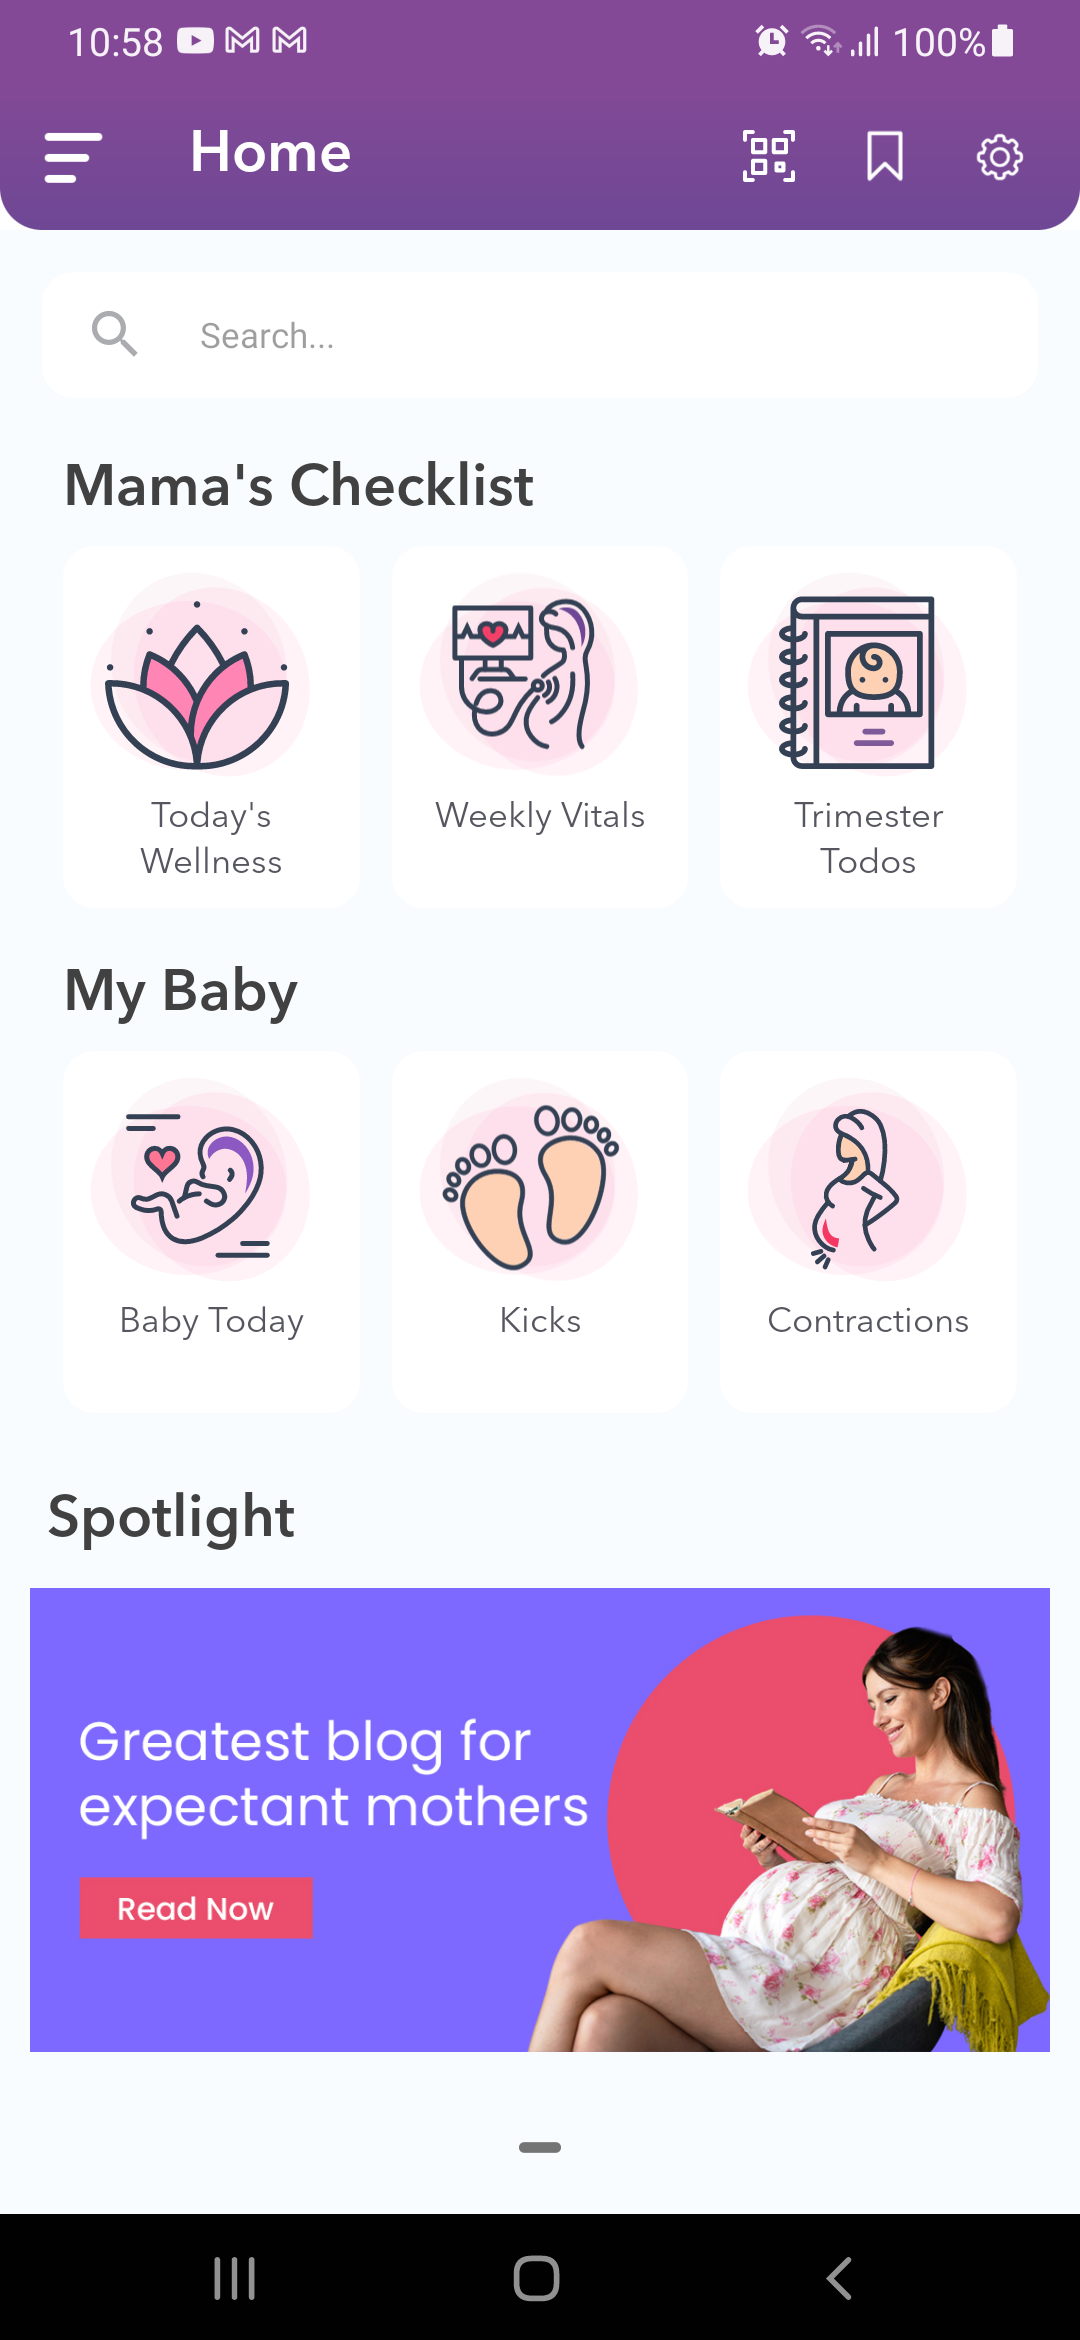 10:58
100%
Home
Search...
Mama's Checklist
Today's
Wellness
Weekly Vitals
Trimester
Todos
My Baby
Baby Today
Kicks
Contractions
Spotlight
Greatest blog for
expectant mothers
Read Now